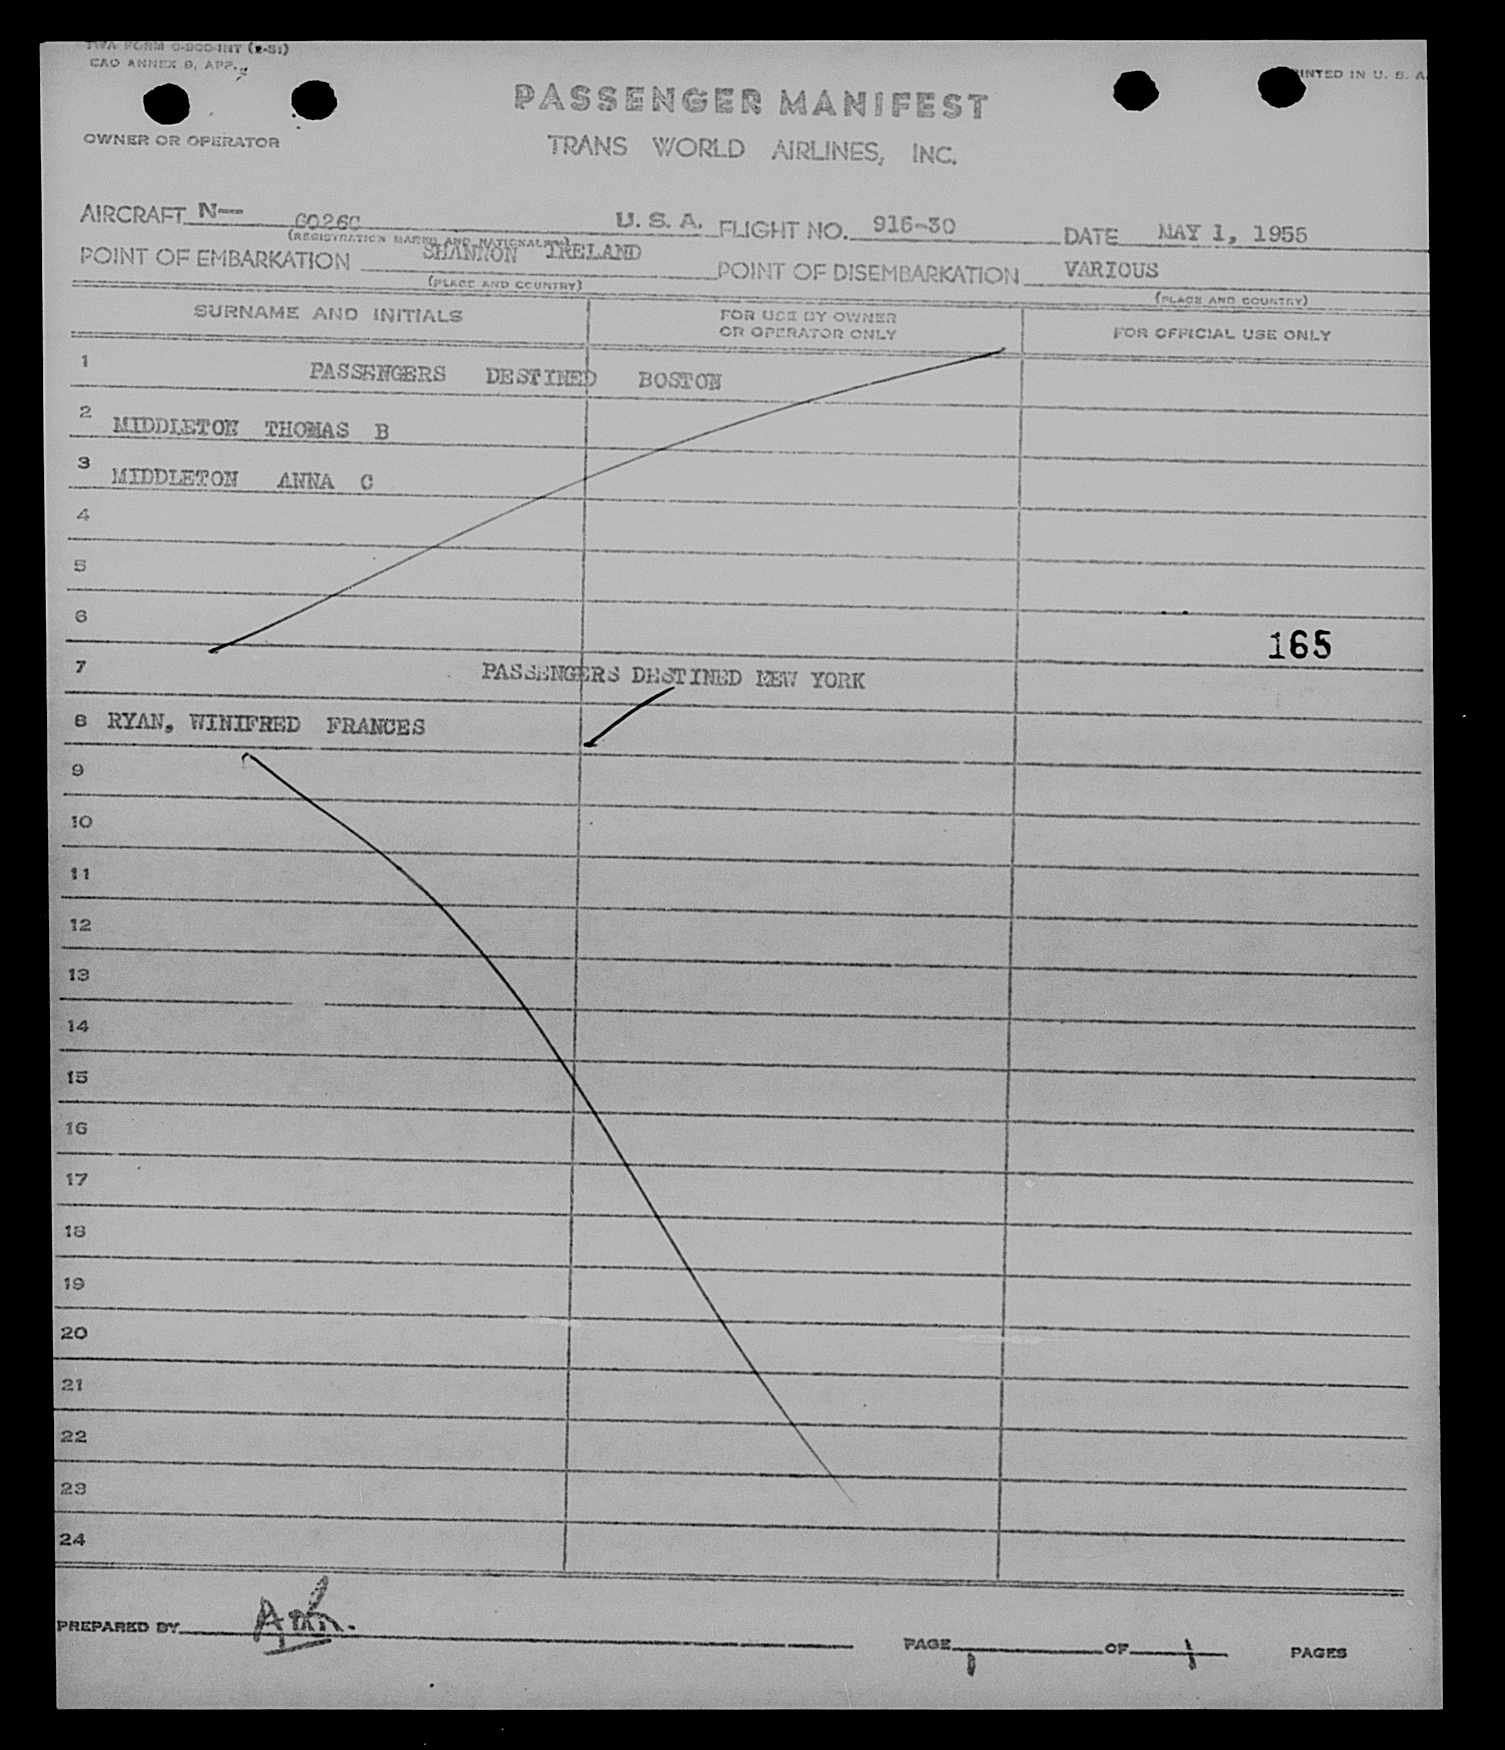 TWA FORM O-900-INT (2-51)
CAO ANNEX 9, APP.
PRINTED IN U. S. A.
PASSENGER MANIFEST
OWNER OR OPERATOR
TRANS WORLD AIRLINES, INC.
AIRCRAFT N— 6026C U. S. A. FLIGHT NO. 916-30 DATE MAY 1, 1955
(REGISTRATION MARKS AND NATIONALITY)
POINT OF EMBARKATION SHANNON IRELAND POINT OF DISEMBARKATION VARIOUS
(PLACE AND COUNTRY) (PLACE AND COUNTRY)
SURNAME AND INITIALS FOR USE BY OWNER OR OPERATOR ONLY FOR OFFICIAL USE ONLY
1 PASSENGERS DESTINED BOSTON
2 MIDDLETON THOMAS B
3 MIDDLETON ANNA C
4
5
6
165
7 PASSENGERS DESTINED NEW YORK
8 RYAN, WINIFRED FRANCES
9
10
11
12
13
14
15
16
17
18
19
20
21
22
23
24
PREPARED BY PAGE 1 OF 1 PAGES